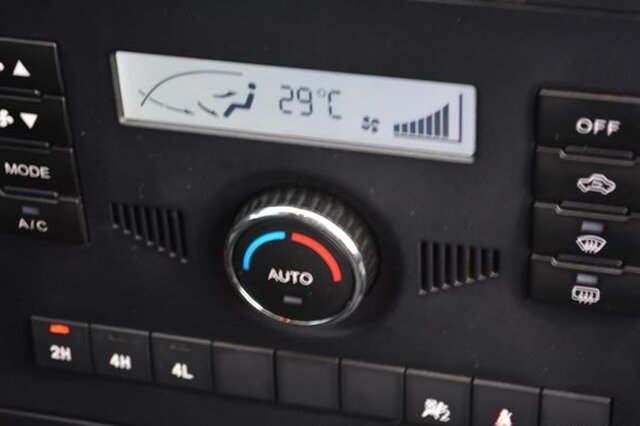 29°C
OFF
MODE
A/C
AUTO
2H 4H 4L